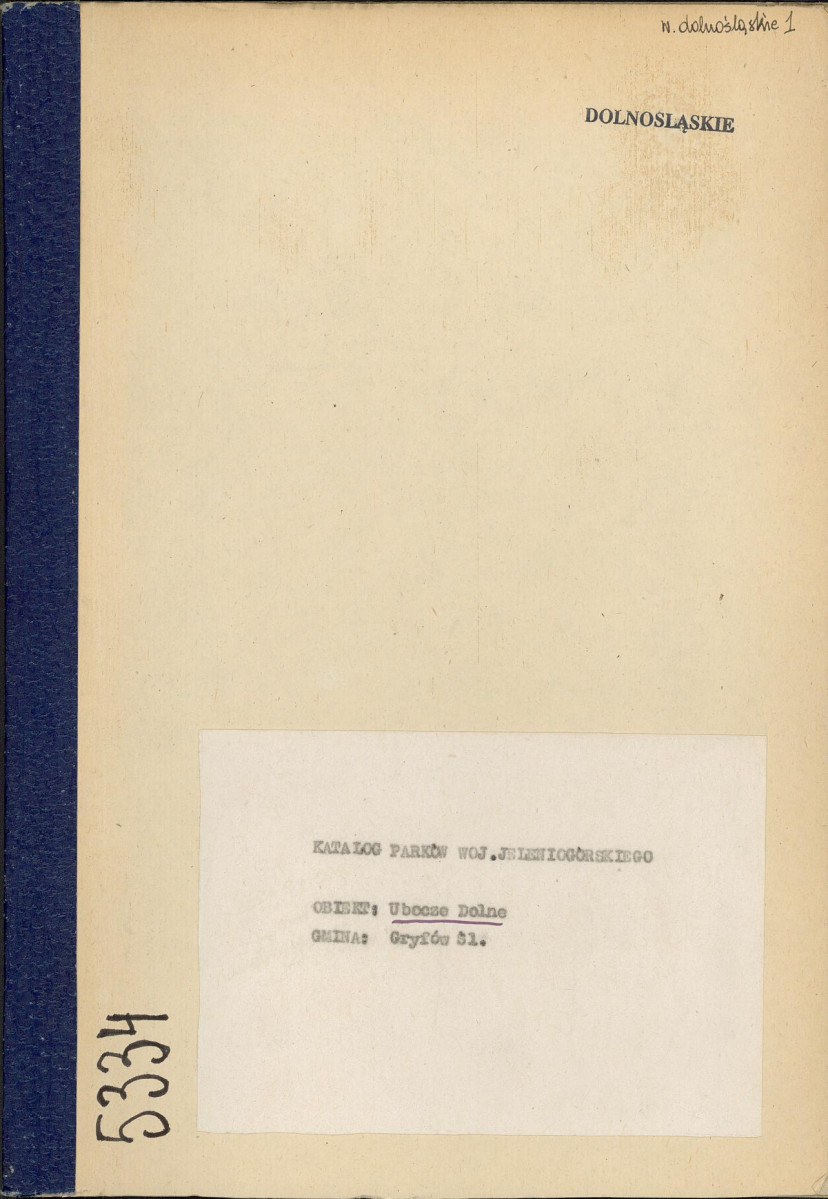 w. dolnośląskie 1
DOLNOSLĄSKIE
KATALOG PARKÓW WOJ.JELENIOGÓRSKIEGO
OBIEKT: Ubocze Dolne
GMINA: Gryfów Śl.
5334